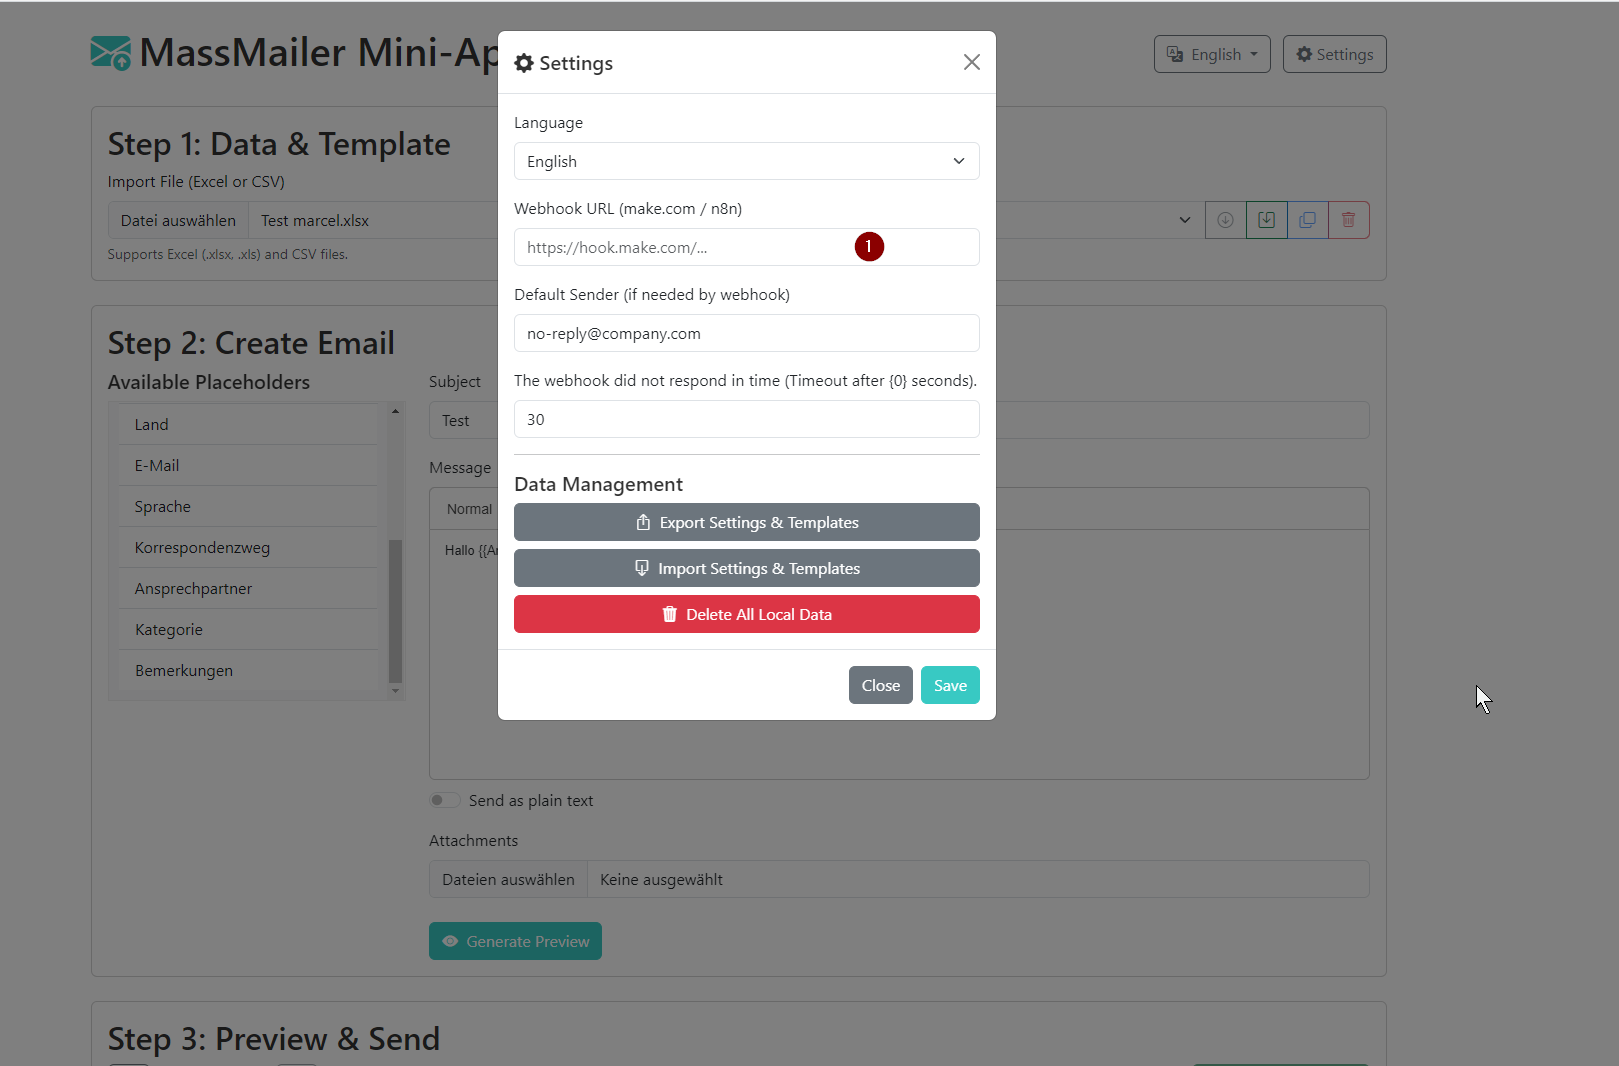 MassMailer Mini-Ap
English
Settings
Step 1: Data & Template
Import File (Excel or CSV)
Datei auswählen
Test marcel.xlsx
Supports Excel (.xlsx, .xls) and CSV files.
Step 2: Create Email
Available Placeholders
Land
E-Mail
Sprache
Korrespondenzweg
Ansprechpartner
Kategorie
Bemerkungen
Subject
Test
Message
Normal
Hallo {{A
Send as plain text
Attachments
Dateien auswählen
Keine ausgewählt
Generate Preview
Step 3: Preview & Send
Settings
Language
English
Webhook URL (make.com / n8n)
https://hook.make.com/...
1
Default Sender (if needed by webhook)
no-reply@company.com
The webhook did not respond in time (Timeout after {0} seconds).
30
Data Management
Export Settings & Templates
Import Settings & Templates
Delete All Local Data
Close
Save